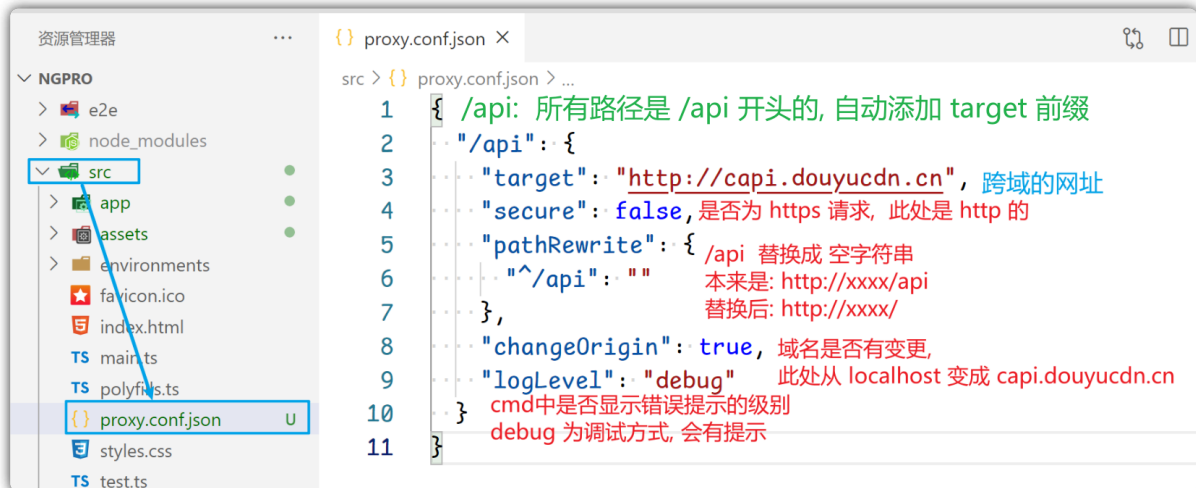 资源管理器
···
{ } proxy.conf.json ×
NGPRO
src > { } proxy.conf.json > ...
e2e
node_modules
src
app
assets
environments
favicon.ico
index.html
TS main.ts
TS polyfills.ts
{ } proxy.conf.json U
styles.css
TS test.ts
1 { /api: 所有路径是 /api 开头的, 自动添加 target 前缀
2 "/api": {
3 "target": "http://capi.douyucdn.cn", 跨域的网址
4 "secure": false, 是否为 https 请求, 此处是 http 的
5 "pathRewrite": { /api 替换成 空字符串
6 "^/api": "" 本来是: http://xxxx/api
7 }, 替换后: http://xxxx/
8 "changeOrigin": true, 域名是否有变更,
9 "logLevel": "debug" 此处从 localhost 变成 capi.douyucdn.cn
10 } cmd中是否显示错误提示的级别
debug 为调试方式, 会有提示
11 }